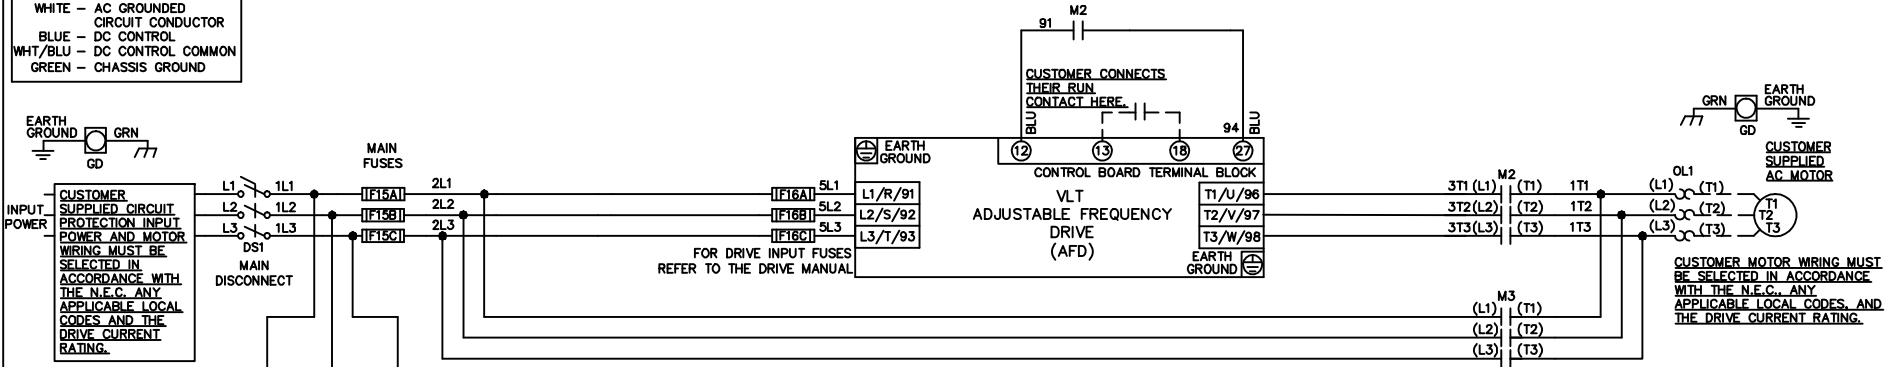 WHITE – AC GROUNDED
CIRCUIT CONDUCTOR
BLUE – DC CONTROL
WHT/BLU – DC CONTROL COMMON
GREEN – CHASSIS GROUND
EARTH
GROUND
GRN
GD
INPUT
POWER
CUSTOMER
SUPPLIED CIRCUIT
PROTECTION INPUT
POWER AND MOTOR
WIRING MUST BE
SELECTED IN
ACCORDANCE WITH
THE N.E.C. ANY
APPLICABLE LOCAL
CODES AND THE
DRIVE CURRENT
RATING.
L1 1L1
L2 1L2
L3 1L3
DS1
MAIN
DISCONNECT
MAIN
FUSES
F15A
F15B
F15C
2L1
2L2
2L3
F16A 5L1
F16B 5L2
F16C 5L3
FOR DRIVE INPUT FUSES
REFER TO THE DRIVE MANUAL
91 M2
CUSTOMER CONNECTS
THEIR RUN
CONTACT HERE.
BLU
94 BLU
12 13 18 27
CONTROL BOARD TERMINAL BLOCK
EARTH
GROUND
L1/R/91
L2/S/92
L3/T/93
VLT
ADJUSTABLE FREQUENCY
DRIVE
(AFD)
T1/U/96
T2/V/97
T3/W/98
EARTH
GROUND
M2
3T1 (L1) (T1) 1T1
3T2(L2) (T2) 1T2
3T3(L3) (T3) 1T3
M3
(L1) (T1)
(L2) (T2)
(L3) (T3)
OL1
(L1) (T1)
(L2) (T2)
(L3) (T3)
T1
T2
T3
GRN
GD
EARTH
GROUND
CUSTOMER
SUPPLIED
AC MOTOR
CUSTOMER MOTOR WIRING MUST
BE SELECTED IN ACCORDANCE
WITH THE N.E.C., ANY
APPLICABLE LOCAL CODES, AND
THE DRIVE CURRENT RATING.